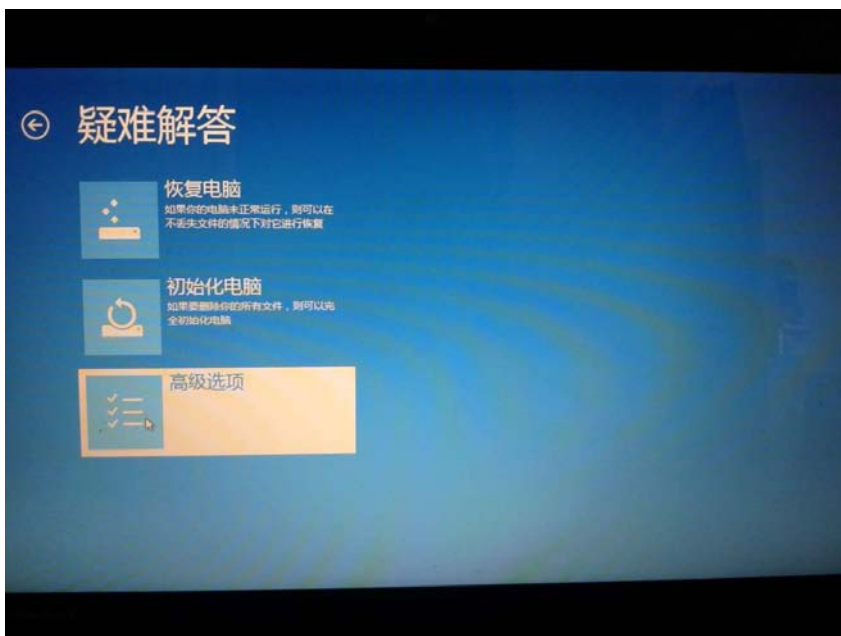 疑难解答
恢复电脑
如果你的电脑未正常运行，则可以在
不丢失文件的情况下对它进行恢复
初始化电脑
如果要删除你的所有文件，则可以完
全初始化电脑
高级选项